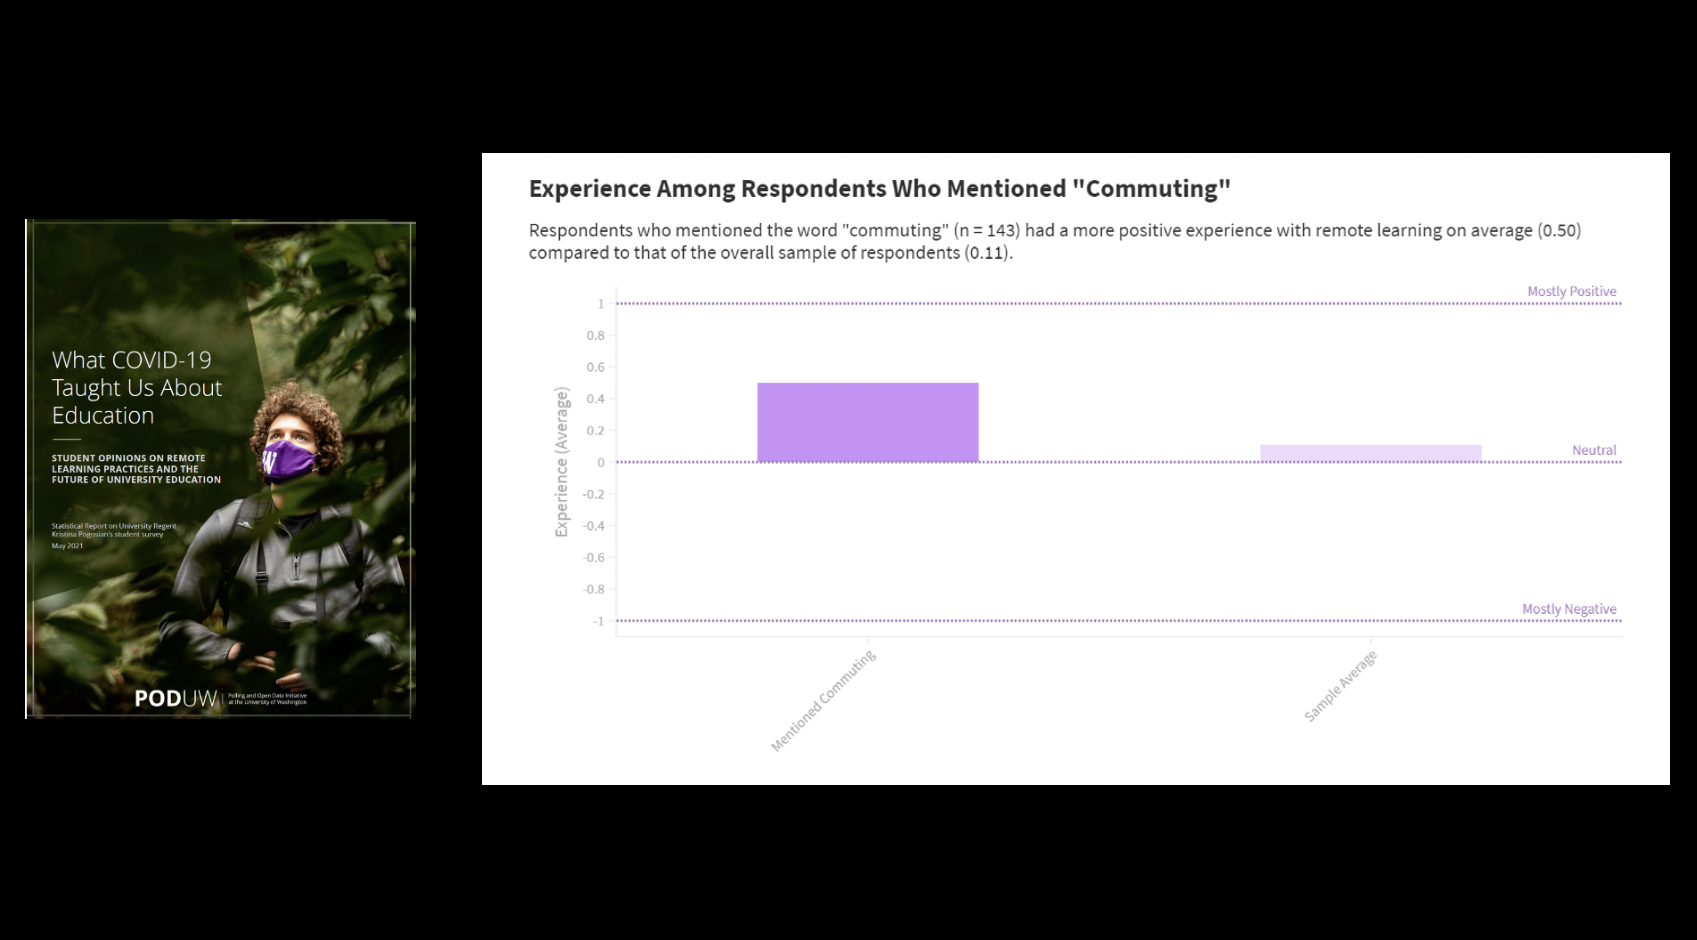 What COVID-19
Taught Us About
Education
STUDENT OPINIONS ON REMOTE
LEARNING PRACTICES AND THE
FUTURE OF UNIVERSITY EDUCATION
Statistical Report on University Regent
Kristina Pogosian's student survey
May 2021
W
PODUW | Polling and Open Data Initiative
at the University of Washington
Experience Among Respondents Who Mentioned "Commuting"
Respondents who mentioned the word "commuting" (n = 143) had a more positive experience with remote learning on average (0.50)
compared to that of the overall sample of respondents (0.11).
Experience (Average)
Mostly Positive
1
0.8
0.6
0.4
0.2
Neutral
0
-0.2
-0.4
-0.6
-0.8
Mostly Negative
-1
Mentioned Commuting
Sample Average